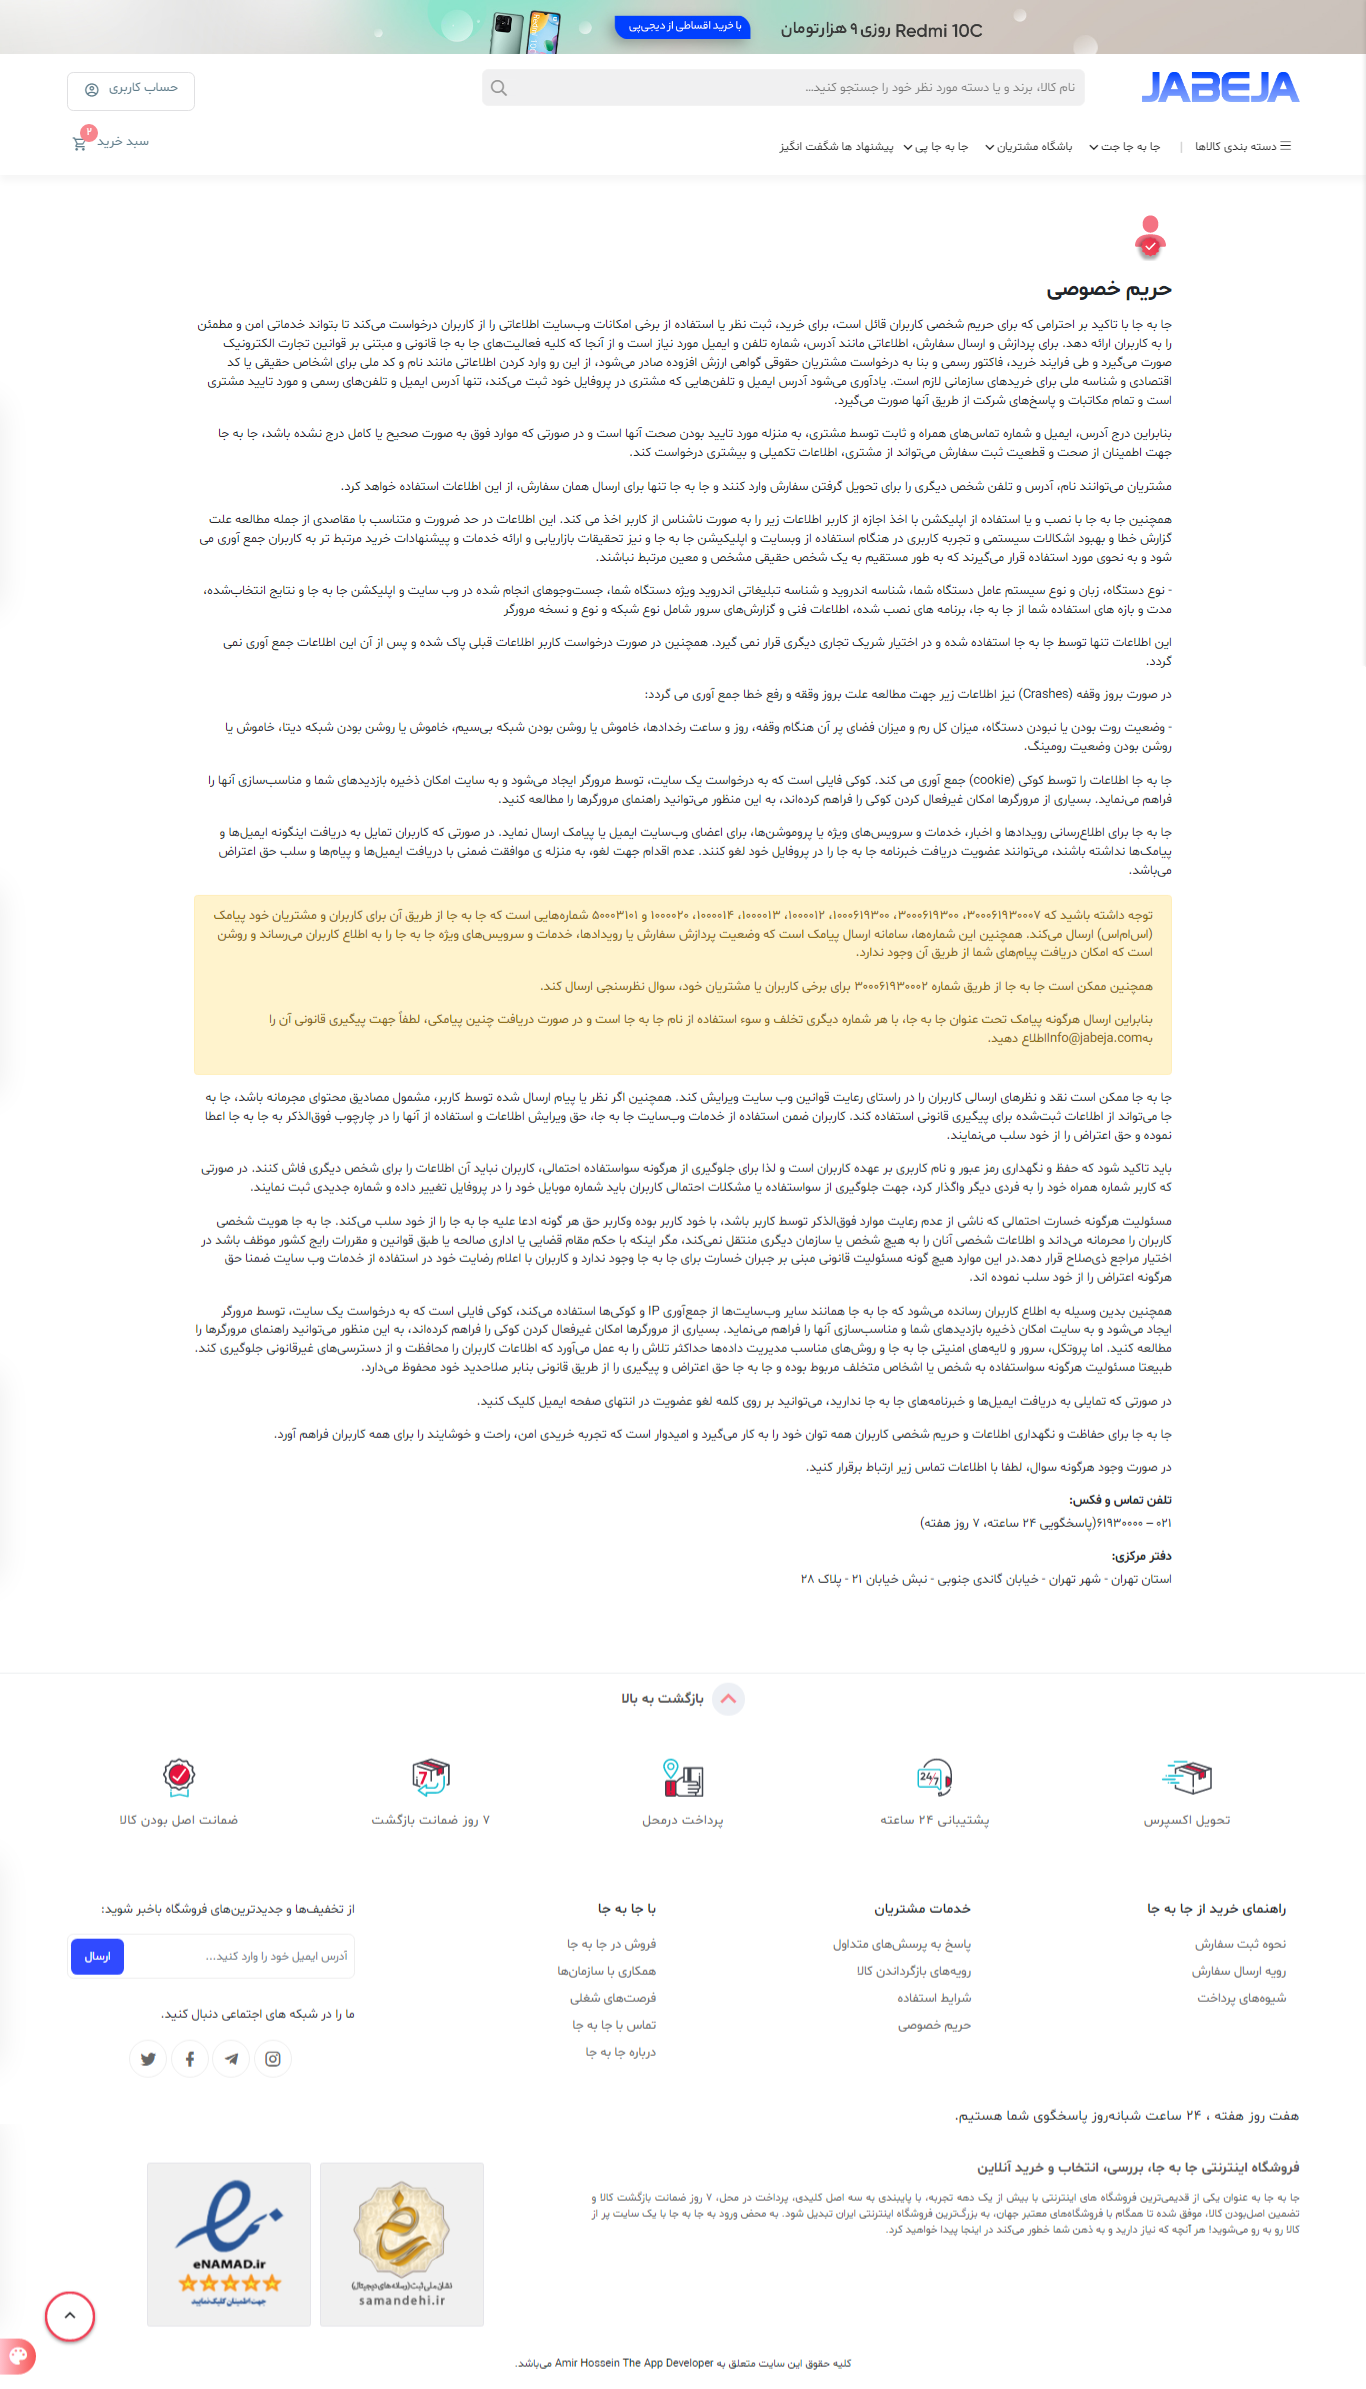 Redmi 10C روزی ۹ هزارتومان
با خرید اقساطی از دیجی‌پی
JABEJA
نام کالا، برند و یا دسته مورد نظر خود را جستجو کنید…
حساب کاربری
دسته بندی کالاها | جا به جا جت باشگاه مشتریان جا به جا پی پیشنهاد ها شگفت انگیز
سبد خرید ۲
حریم خصوصی
جا به جا با تاکید بر احترامی که برای حریم شخصی کاربران قائل است، برای خرید، ثبت نظر یا استفاده از برخی امکانات وب‌سایت اطلاعاتی را از کاربران درخواست می‌کند تا بتواند خدماتی امن و مطمئن
را به کاربران ارائه دهد. برای پردازش و ارسال سفارش، اطلاعاتی مانند آدرس، شماره تلفن و ایمیل مورد نیاز است و از آنجا که کلیه فعالیت‌های جا به جا قانونی و مبتنی بر قوانین تجارت الکترونیک
صورت می‌گیرد و طی فرایند خرید، فاکتور رسمی و بنا به درخواست مشتریان حقوقی گواهی ارزش افزوده صادر می‌شود، از این رو وارد کردن اطلاعاتی مانند نام و کد ملی برای اشخاص حقیقی یا کد
اقتصادی و شناسه ملی برای خریدهای سازمانی لازم است. یادآوری می‌شود آدرس ایمیل و تلفن‌هایی که مشتری در پروفایل خود ثبت می‌کند، تنها آدرس ایمیل و تلفن‌های رسمی و مورد تایید مشتری
است و تمام مکاتبات و پاسخ‌های شرکت از طریق آنها صورت می‌گیرد.
بنابراین درج آدرس، ایمیل و شماره تماس‌های همراه و ثابت توسط مشتری، به منزله مورد تایید بودن صحت آنها است و در صورتی که موارد فوق به صورت صحیح یا کامل درج نشده باشد، جا به جا
جهت اطمینان از صحت و قطعیت ثبت سفارش می‌تواند از مشتری، اطلاعات تکمیلی و بیشتری درخواست کند.
مشتریان می‌توانند نام، آدرس و تلفن شخص دیگری را برای تحویل گرفتن سفارش وارد کنند و جا به جا تنها برای ارسال همان سفارش، از این اطلاعات استفاده خواهد کرد.
همچنین جا به جا با نصب و یا استفاده از اپلیکشن با اخذ اجازه از کاربر اطلاعات زیر را به صورت ناشناس از کاربر اخذ می کند. این اطلاعات در حد ضرورت و متناسب با مقاصدی از جمله مطالعه علت
گزارش خطا و بهبود اشکالات سیستمی و تجربه کاربری در هنگام استفاده از وبسایت و اپلیکیشن جا به جا و نیز تحقیقات بازاریابی و ارائه خدمات و پیشنهادات خرید مرتبط تر به کاربران جمع آوری می
شود و به نحوی مورد استفاده قرار می‌گیرند که به طور مستقیم به یک شخص حقیقی مشخص و معین مرتبط نباشند.
- نوع دستگاه، زبان و نوع سیستم عامل دستگاه شما، شناسه اندروید و شناسه تبلیغاتی اندروید ویژه دستگاه شما، جست‌وجوهای انجام شده در وب سایت و اپلیکشن جا به جا و نتایج انتخاب‌شده،
مدت و بازه های استفاده شما از جا به جا، برنامه های نصب شده، اطلاعات فنی و گزارش‌های سرور شامل نوع شبکه و نوع و نسخه مرورگر
این اطلاعات تنها توسط جا به جا استفاده شده و در اختیار شریک تجاری دیگری قرار نمی گیرد. همچنین در صورت درخواست کاربر اطلاعات قبلی پاک شده و پس از آن این اطلاعات جمع آوری نمی
گردد.
در صورت بروز وقفه (Crashes) نیز اطلاعات زیر جهت مطالعه علت بروز وقفه و رفع خطا جمع آوری می گردد:
- وضعیت روت بودن یا نبودن دستگاه، میزان کل رم و میزان فضای پر آن هنگام وقفه، روز و ساعت رخدادها، خاموش یا روشن بودن شبکه بی‌سیم، خاموش یا روشن بودن شبکه دیتا، خاموش یا
روشن بودن وضعیت رومینگ.
جا به جا اطلاعات را توسط کوکی (cookie) جمع آوری می کند. کوکی فایلی است که به درخواست یک سایت، توسط مرورگر ایجاد می‌شود و به سایت امکان ذخیره بازدیدهای شما و مناسب‌سازی آنها را
فراهم می‌نماید. بسیاری از مرورگرها امکان غیرفعال کردن کوکی را فراهم کرده‌اند، به این منظور می‌توانید راهنمای مرورگرها را مطالعه کنید.
جا به جا برای اطلاع‌رسانی رویدادها و اخبار، خدمات و سرویس‌های ویژه یا پروموشن‌ها، برای اعضای وب‌سایت ایمیل یا پیامک ارسال نماید. در صورتی که کاربران تمایل به دریافت اینگونه ایمیل‌ها و
پیامک‌ها نداشته باشند، می‌توانند عضویت دریافت خبرنامه جا به جا را در پروفایل خود لغو کنند. عدم اقدام جهت لغو، به منزله ی موافقت ضمنی با دریافت ایمیل‌ها و پیام‌ها و سلب حق اعتراض
می‌باشد.
توجه داشته باشید که ۳۰۰۰۶۱۹۳۰۰۰۷، ۳۰۰۰۶۱۹۳۰۰، ۱۰۰۰۶۱۹۳۰۰، ۱۰۰۰۰۱۲، ۱۰۰۰۰۱۳، ۱۰۰۰۰۱۴، ۱۰۰۰۰۲۰ و ۵۰۰۰۳۱۰۱ شماره‌هایی است که جا به جا از طریق آن برای کاربران و مشتریان خود پیامک
(اس‌ام‌اس) ارسال می‌کند. همچنین این شماره‌ها، سامانه ارسال پیامک است که وضعیت پردازش سفارش یا رویدادها، خدمات و سرویس‌های ویژه جا به جا را به اطلاع کاربران می‌رساند و روشن
است که امکان دریافت پیام‌های شما از طریق آن وجود ندارد.
همچنین ممکن است جا به جا از طریق شماره ۳۰۰۰۶۱۹۳۰۰۰۲ برای برخی کاربران یا مشتریان خود، سوال نظرسنجی ارسال کند.
بنابراین ارسال هرگونه پیامک تحت عنوان جا به جا، با هر شماره دیگری تخلف و سوء استفاده از نام جا به جا است و در صورت دریافت چنین پیامکی، لطفاً جهت پیگیری قانونی آن را
بهInfo@jabeja.comاطلاع دهید.
جا به جا ممکن است نقد و نظرهای ارسالی کاربران را در راستای رعایت قوانین وب سایت ویرایش کند. همچنین اگر نظر یا پیام ارسال شده توسط کاربر، مشمول مصادیق محتوای مجرمانه باشد، جا به
جا می‌تواند از اطلاعات ثبت‌شده برای پیگیری قانونی استفاده کند. کاربران ضمن استفاده از خدمات وب‌سایت جا به جا، حق ویرایش اطلاعات و استفاده از آنها را در چارچوب فوق‌الذکر به جا به جا اعطا
نموده و حق اعتراض را از خود سلب می‌نمایند.
باید تاکید شود که حفظ و نگهداری رمز عبور و نام کاربری بر عهده کاربران است و لذا برای جلوگیری از هرگونه سواستفاده احتمالی، کاربران نباید آن اطلاعات را برای شخص دیگری فاش کنند. در صورتی
که کاربر شماره همراه خود را به فردی دیگر واگذار کرد، جهت جلوگیری از سواستفاده یا مشکلات احتمالی کاربران باید شماره موبایل خود را در پروفایل تغییر داده و شماره جدیدی ثبت نمایند.
مسئولیت هرگونه خسارت احتمالی که ناشی از عدم رعایت موارد فوق‌الذکر توسط کاربر باشد، با خود کاربر بوده وکاربر حق هر گونه ادعا علیه جا به جا را از خود سلب می‌کند. جا به جا هویت شخصی
کاربران را محرمانه می‌داند و اطلاعات شخصی آنان را به هیچ شخص یا سازمان دیگری منتقل نمی‌کند، مگر اینکه با حکم مقام قضایی یا اداری صالحه یا طبق قوانین و مقررات رایج کشور موظف باشد در
اختیار مراجع ذی‌صلاح قرار دهد.در این موارد هیچ گونه مسئولیت قانونی مبنی بر جبران خسارت برای جا به جا وجود ندارد و کاربران با اعلام رضایت خود در استفاده از خدمات وب سایت ضمنا حق
هرگونه اعتراض را از خود سلب نموده اند.
همچنین بدین وسیله به اطلاع کاربران رسانده می‌شود که جا به جا همانند سایر وب‌سایت‌ها از جمع‌آوری IP و کوکی‌ها استفاده می‌کند، کوکی فایلی است که به درخواست یک سایت، توسط مرورگر
ایجاد می‌شود و به سایت امکان ذخیره بازدیدهای شما و مناسب‌سازی آنها را فراهم می‌نماید. بسیاری از مرورگرها امکان غیرفعال کردن کوکی را فراهم کرده‌اند، به این منظور می‌توانید راهنمای مرورگرها را
مطالعه کنید. اما پروتکل، سرور و لایه‌های امنیتی جا به جا و روش‌های مناسب مدیریت داده‌ها حداکثر تلاش را به عمل می‌آورد که اطلاعات کاربران را محافظت و از دسترسی‌های غیرقانونی جلوگیری کند.
طبیعتا مسئولیت هرگونه سواستفاده به شخص یا اشخاص متخلف مربوط بوده و جا به جا حق اعتراض و پیگیری را از طریق قانونی بنابر صلاحدید خود محفوظ می‌دارد.
در صورتی که تمایلی به دریافت ایمیل‌ها و خبرنامه‌های جا به جا ندارید، می‌توانید بر روی کلمه لغو عضویت در انتهای صفحه ایمیل کلیک کنید.
جا به جا برای حفاظت و نگهداری اطلاعات و حریم شخصی کاربران همه توان خود را به کار می‌گیرد و امیدوار است که تجربه خریدی امن، راحت و خوشایند را برای همه کاربران فراهم آورد.
در صورت وجود هرگونه سوال، لطفا با اطلاعات تماس زیر ارتباط برقرار کنید.
تلفن تماس و فکس:
۰۲۱ – ۶۱۹۳۰۰۰۰(پاسخگویی ۲۴ ساعته، ۷ روز هفته)
دفتر مرکزی:
استان تهران - شهر تهران - خیابان گاندی جنوبی - نبش خیابان ۲۱ - پلاک ۲۸
بازگشت به بالا
24/7
7
تحویل اکسپرس
پشتیبانی ۲۴ ساعته
پرداخت درمحل
۷ روز ضمانت بازگشت
ضمانت اصل بودن کالا
راهنمای خرید از جا به جا
نحوه ثبت سفارش
رویه ارسال سفارش
شیوه‌های پرداخت
خدمات مشتریان
پاسخ به پرسش‌های متداول
رویه‌های بازگرداندن کالا
شرایط استفاده
حریم خصوصی
با جا به جا
فروش در جا به جا
همکاری با سازمان‌ها
فرصت‌های شغلی
تماس با جا به جا
درباره جا به جا
از تخفیف‌ها و جدیدترین‌های فروشگاه باخبر شوید:
آدرس ایمیل خود را وارد کنید...
ارسال
ما را در شبکه های اجتماعی دنبال کنید.
هفت روز هفته ، ۲۴ ساعت شبانه‌روز پاسخگوی شما هستیم.
فروشگاه اینترنتی جا به جا، بررسی، انتخاب و خرید آنلاین
جا به جا به عنوان یکی از قدیمی‌ترین فروشگاه های اینترنتی با بیش از یک دهه تجربه، با پایبندی به سه اصل کلیدی، پرداخت در محل، ۷ روز ضمانت بازگشت کالا و
تضمین اصل‌بودن کالا، موفق شده تا همگام با فروشگاه‌های معتبر جهان، به بزرگ‌ترین فروشگاه اینترنتی ایران تبدیل شود. به محض ورود به جا به جا با یک سایت پر از
کالا رو به رو می‌شوید! هر آنچه که نیاز دارید و به ذهن شما خطور می‌کند در اینجا پیدا خواهید کرد.
نشان ملی ثبت (رسانه‌های دیجیتال)
samandehi.ir
eNAMAD.ir
جهت اطمینان کلیک نمایید
کلیه حقوق این سایت متعلق به Amir Hossein The App Developer می‌باشد.